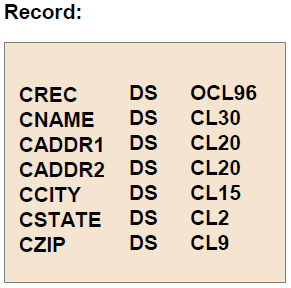 Record:
CREC DS OCL96
CNAME DS CL30
CADDR1 DS CL20
CADDR2 DS CL20
CCITY DS CL15
CSTATE DS CL2
CZIP DS CL9